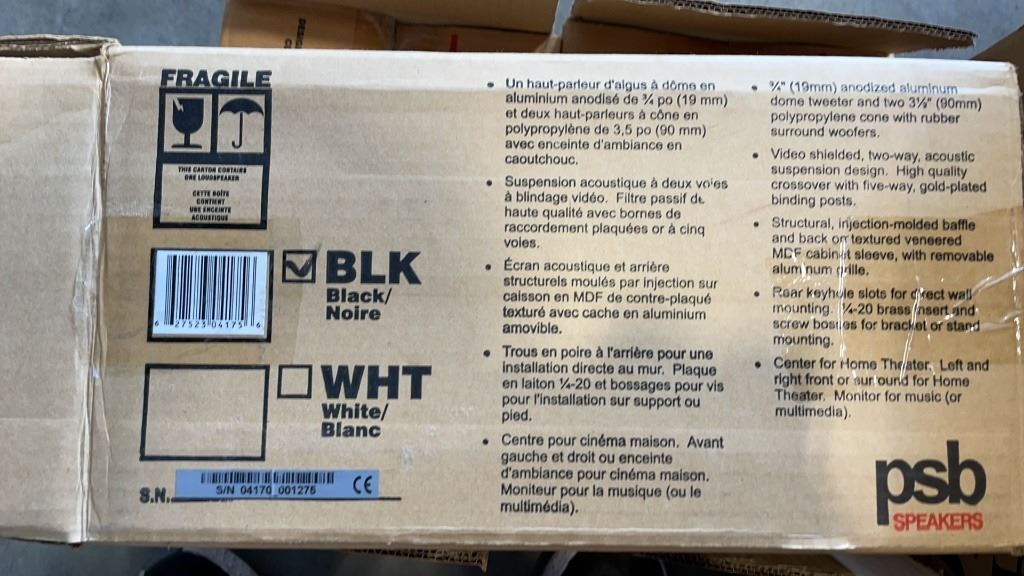 FRAGILE
THIS CARTON CONTAINS
ONE LOUDSPEAKER
CETTE BOÎTE
CONTIENT
UNE ENCEINTE
ACOUSTIQUE
6 27523 04175 6
BLK
Black/
Noire
WHT
White/
Blanc
S.N.
S/N 04170 001275
CE
• Un haut-parleur d'aigus à dôme en
aluminium anodisé de ¾ po (19 mm)
et deux haut-parleurs à cône en
polypropylène de 3,5 po (90 mm)
avec enceinte d'ambiance en
caoutchouc.
• Suspension acoustique à deux voies
à blindage vidéo. Filtre passif de
haute qualité avec bornes de
raccordement plaquées or à cinq
voies.
• Écran acoustique et arrière
structurels moulés par injection sur
caisson en MDF de contre-plaqué
texturé avec cache en aluminium
amovible.
• Trous en poire à l'arrière pour une
installation directe au mur. Plaque
en laiton ¼-20 et bossages pour vis
pour l'installation sur support ou
pied.
• Centre pour cinéma maison. Avant
gauche et droit ou enceinte
d'ambiance pour cinéma maison.
Moniteur pour la musique (ou le
multimédia).
• ¾" (19mm) anodized aluminum
dome tweeter and two 3½" (90mm)
polypropylene cone with rubber
surround woofers.
• Video shielded, two-way, acoustic
suspension design. High quality
crossover with five-way, gold-plated
binding posts.
• Structural, injection-molded baffle
and back on textured veneered
MDF cabinet sleeve, with removable
aluminum grille.
• Rear keyhole slots for direct wall
mounting. ¼-20 brass insert and
screw bosses for bracket or stand
mounting.
• Center for Home Theater, Left and
right front or surround for Home
Theater. Monitor for music (or
multimedia).
psb
SPEAKERS